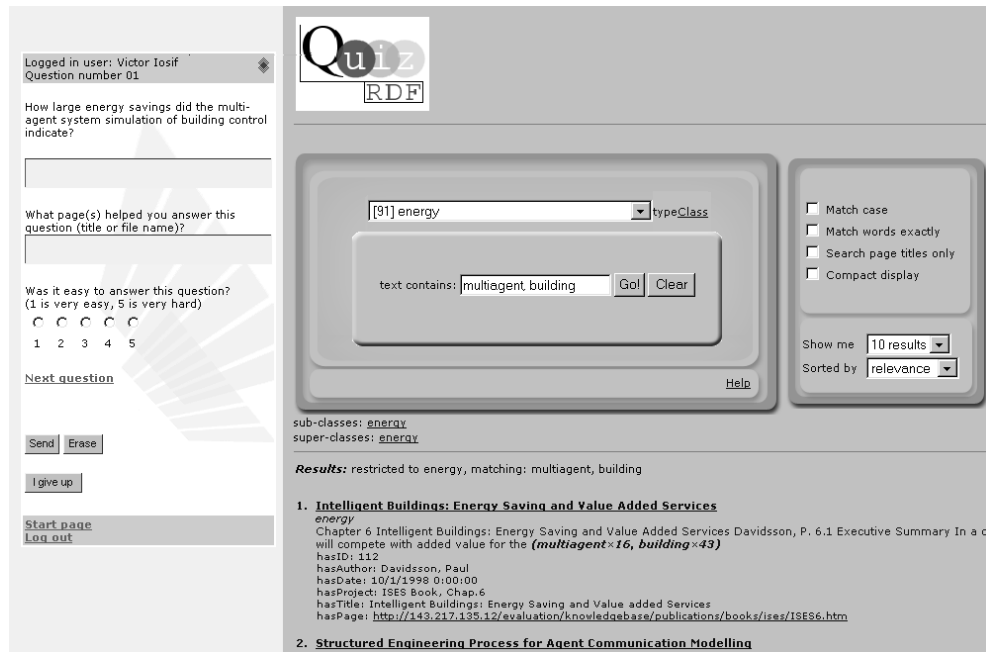 Logged in user: Victor Iosif
Question number 01
How large energy savings did the multi-
agent system simulation of building control
indicate?
What page(s) helped you answer this
question (title or file name)?
Was it easy to answer this question?
(1 is very easy, 5 is very hard)
1 2 3 4 5
Next question
Send Erase
I give up
Start page
Log out
Quiz
RDF
[91] energy typeClass
text contains: multiagent, building Go! Clear
Help
Match case
Match words exactly
Search page titles only
Compact display
Show me 10 results
Sorted by relevance
sub-classes: energy
super-classes: energy
Results: restricted to energy, matching: multiagent, building
1. Intelligent Buildings: Energy Saving and Value Added Services
energy
Chapter 6 Intelligent Buildings: Energy Saving and Value Added Services Davidsson, P. 6.1 Executive Summary In a
will compete with added value for the (multiagent×16, building×43)
hasID: 112
hasAuthor: Davidsson, Paul
hasDate: 10/1/1998 0:00:00
hasProject: ISES Book, Chap.6
hasTitle: Intelligent Buildings: Energy Saving and Value added Services
hasPage: http://143.217.135.12/evaluation/knowledgebase/publications/books/ises/ISES6.htm
2. Structured Engineering Process for Agent Communication Modelling